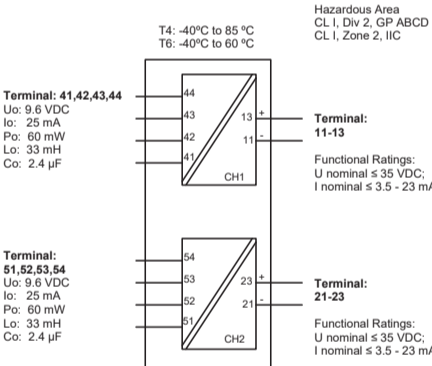 Hazardous Area
CL I, Div 2, GP ABCD
CL I, Zone 2, IIC
T4: -40ºC to 85 ºC
T6: -40ºC to 60 ºC
Terminal: 41,42,43,44
Uo: 9.6 VDC
Io: 25 mA
Po: 60 mW
Lo: 33 mH
Co: 2.4 µF
44
43
42
41
13 +
11 -
CH1
Terminal:
11-13
Functional Ratings:
U nominal ≤ 35 VDC;
I nominal ≤ 3.5 - 23 mA
Terminal:
51,52,53,54
Uo: 9.6 VDC
Io: 25 mA
Po: 60 mW
Lo: 33 mH
Co: 2.4 µF
54
53
52
51
23 +
21 -
CH2
Terminal:
21-23
Functional Ratings:
U nominal ≤ 35 VDC;
I nominal ≤ 3.5 - 23 mA